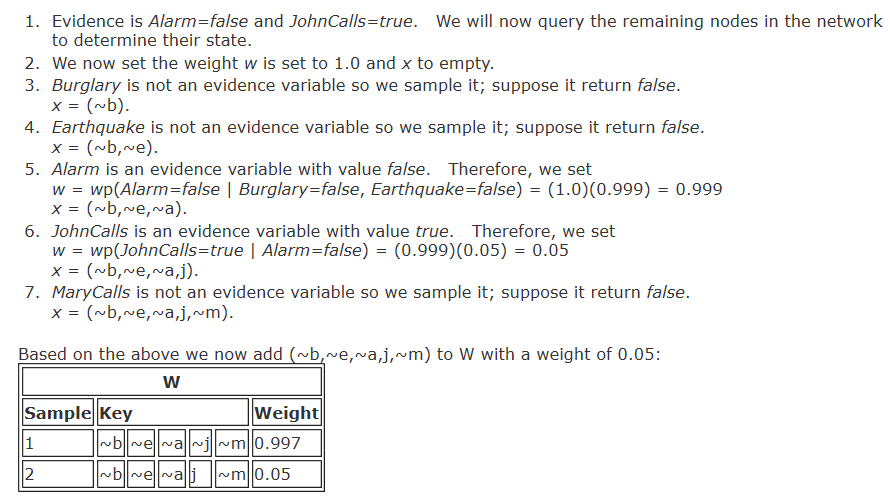 1. Evidence is Alarm=false and JohnCalls=true. We will now query the remaining nodes in the network
to determine their state.
2. We now set the weight w is set to 1.0 and x to empty.
3. Burglary is not an evidence variable so we sample it; suppose it return false.
x = (~b).
4. Earthquake is not an evidence variable so we sample it; suppose it return false.
x = (~b,~e).
5. Alarm is an evidence variable with value false. Therefore, we set
w = wp(Alarm=false | Burglary=false, Earthquake=false) = (1.0)(0.999) = 0.999
x = (~b,~e,~a).
6. JohnCalls is an evidence variable with value true. Therefore, we set
w = wp(JohnCalls=true | Alarm=false) = (0.999)(0.05) = 0.05
x = (~b,~e,~a,j).
7. MaryCalls is not an evidence variable so we sample it; suppose it return false.
x = (~b,~e,~a,j,~m).
Based on the above we now add (~b,~e,~a,j,~m) to W with a weight of 0.05:
W
Sample Key Weight
1 ~b ~e ~a ~j ~m 0.997
2 ~b ~e ~a j ~m 0.05